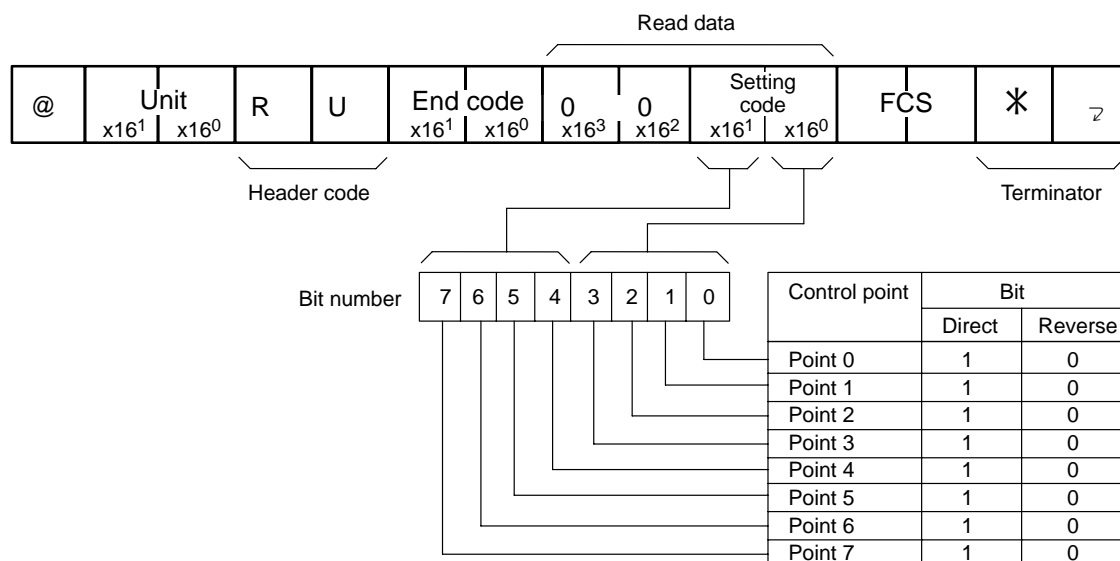 Read data
@ Unit R U End code 0 0 Setting code FCS * ↵
x16¹ x16⁰ x16¹ x16⁰ x16³ x16² x16¹ x16⁰
Header code Terminator
Bit number 7 6 5 4 3 2 1 0
Control point Bit
Direct Reverse
Point 0 1 0
Point 1 1 0
Point 2 1 0
Point 3 1 0
Point 4 1 0
Point 5 1 0
Point 6 1 0
Point 7 1 0